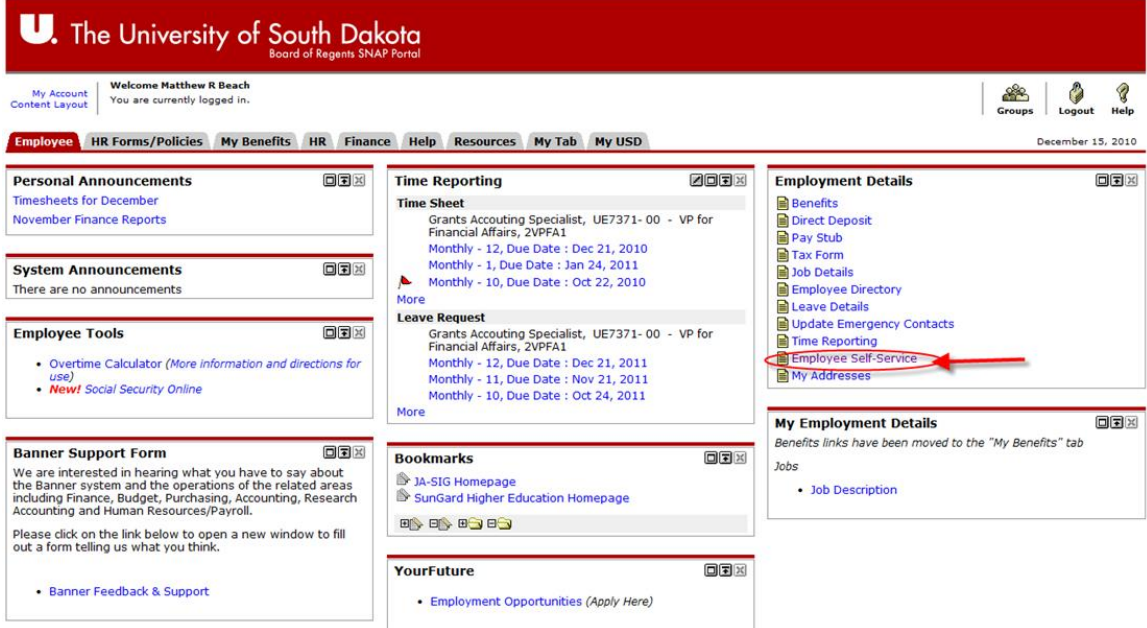 U. The University of South Dakota
Board of Regents SNAP Portal
My Account
Content Layout
Welcome Matthew R Beach
You are currently logged in.
Groups
Logout
Help
Employee
HR Forms/Policies
My Benefits
HR
Finance
Help
Resources
My Tab
My USD
December 15, 2010
Personal Announcements
Timesheets for December
November Finance Reports
System Announcements
There are no announcements
Employee Tools
• Overtime Calculator (More information and directions for
use)
• New! Social Security Online
Banner Support Form
We are interested in hearing what you have to say about
the Banner system and the operations of the related areas
including Finance, Budget, Purchasing, Accounting, Research
Accounting and Human Resources/Payroll.
Please click on the link below to open a new window to fill
out a form telling us what you think.
• Banner Feedback & Support
Time Reporting
Time Sheet
Grants Accouting Specialist, UE7371- 00 - VP for
Financial Affairs, 2VPFA1
Monthly - 12, Due Date : Dec 21, 2010
Monthly - 1, Due Date : Jan 24, 2011
Monthly - 10, Due Date : Oct 22, 2010
More
Leave Request
Grants Accouting Specialist, UE7371- 00 - VP for
Financial Affairs, 2VPFA1
Monthly - 12, Due Date : Dec 21, 2011
Monthly - 11, Due Date : Nov 21, 2011
Monthly - 10, Due Date : Oct 24, 2011
More
Bookmarks
JA-SIG Homepage
SunGard Higher Education Homepage
YourFuture
• Employment Opportunities (Apply Here)
Employment Details
Benefits
Direct Deposit
Pay Stub
Tax Form
Job Details
Employee Directory
Leave Details
Update Emergency Contacts
Time Reporting
Employee Self-Service
My Addresses
My Employment Details
Benefits links have been moved to the "My Benefits" tab
Jobs
• Job Description